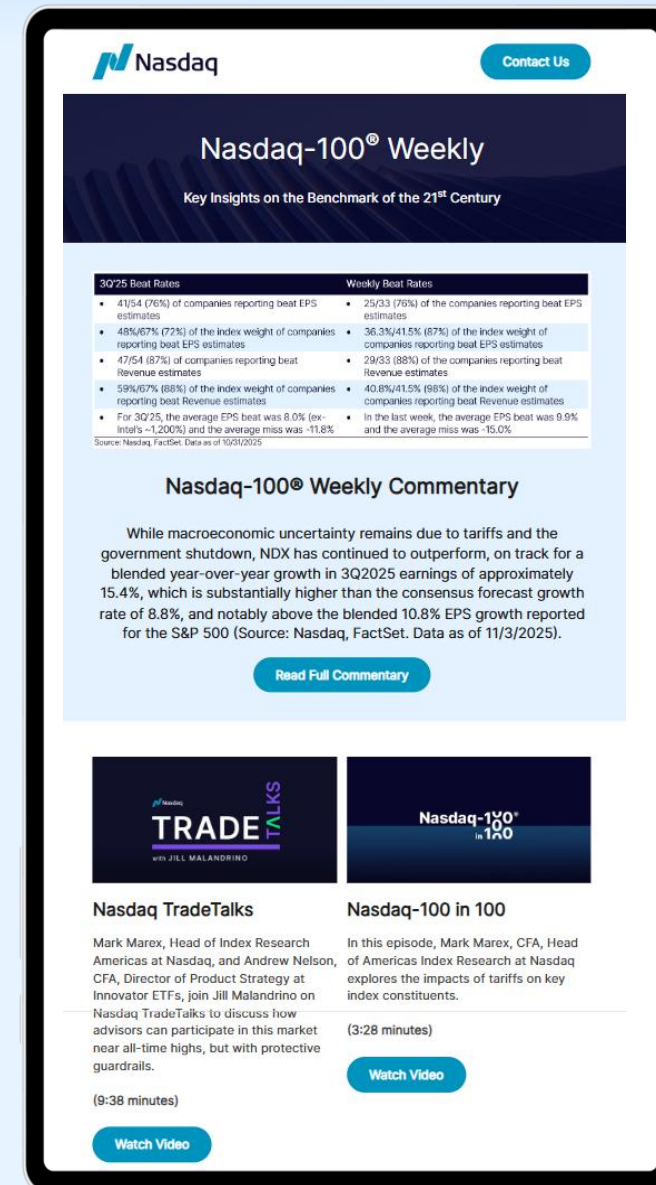 Nasdaq
Contact Us
Nasdaq-100® Weekly
Key Insights on the Benchmark of the 21st Century
3Q'25 Beat Rates
• 41/54 (76%) of companies reporting beat EPS
estimates
• 48%/67% (72%) of the index weight of companies
reporting beat EPS estimates
• 47/54 (87%) of companies reporting beat
Revenue estimates
• 59%/67% (88%) of the index weight of companies
reporting beat Revenue estimates
• For 3Q'25, the average EPS beat was 8.0% (ex-
Intel's ~1,200%) and the average miss was -11.8%
Weekly Beat Rates
• 25/33 (76%) of the companies reporting beat EPS
estimates
• 36.3%/41.5% (87%) of the index weight of
companies reporting beat EPS estimates
• 29/33 (88%) of the companies reporting beat
Revenue estimates
• 40.8%/41.5% (98%) of the index weight of
companies reporting beat Revenue estimates
• In the last week, the average EPS beat was 9.9%
and the average miss was -15.0%
Source: Nasdaq, FactSet. Data as of 10/31/2025
Nasdaq-100® Weekly Commentary
While macroeconomic uncertainty remains due to tariffs and the
government shutdown, NDX has continued to outperform, on track for a
blended year-over-year growth in 3Q2025 earnings of approximately
15.4%, which is substantially higher than the consensus forecast growth
rate of 8.8%, and notably above the blended 10.8% EPS growth reported
for the S&P 500 (Source: Nasdaq, FactSet. Data as of 11/3/2025).
Read Full Commentary
Nasdaq
TRADE TALKS
with JILL MALANDRINO
Nasdaq TradeTalks
Mark Marex, Head of Index Research
Americas at Nasdaq, and Andrew Nelson,
CFA, Director of Product Strategy at
Innovator ETFs, join Jill Malandrino on
Nasdaq TradeTalks to discuss how
advisors can participate in this market
near all-time highs, but with protective
guardrails.
(9:38 minutes)
Watch Video
Nasdaq-100®
in 100
Nasdaq-100 in 100
In this episode, Mark Marex, CFA, Head
of Americas Index Research at Nasdaq
explores the impacts of tariffs on key
index constituents.
(3:28 minutes)
Watch Video